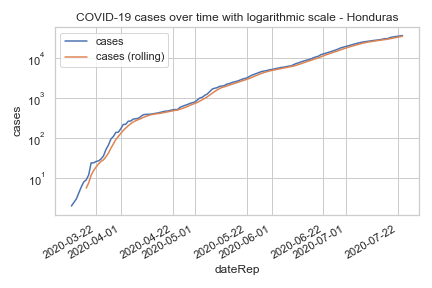 COVID-19 cases over time with logarithmic scale - Honduras
cases
cases (rolling)
10⁴
10³
10²
10¹
cases
2020-03-22
2020-04-01
2020-04-22
2020-05-01
2020-05-22
2020-06-01
2020-06-22
2020-07-01
2020-07-22
dateRep